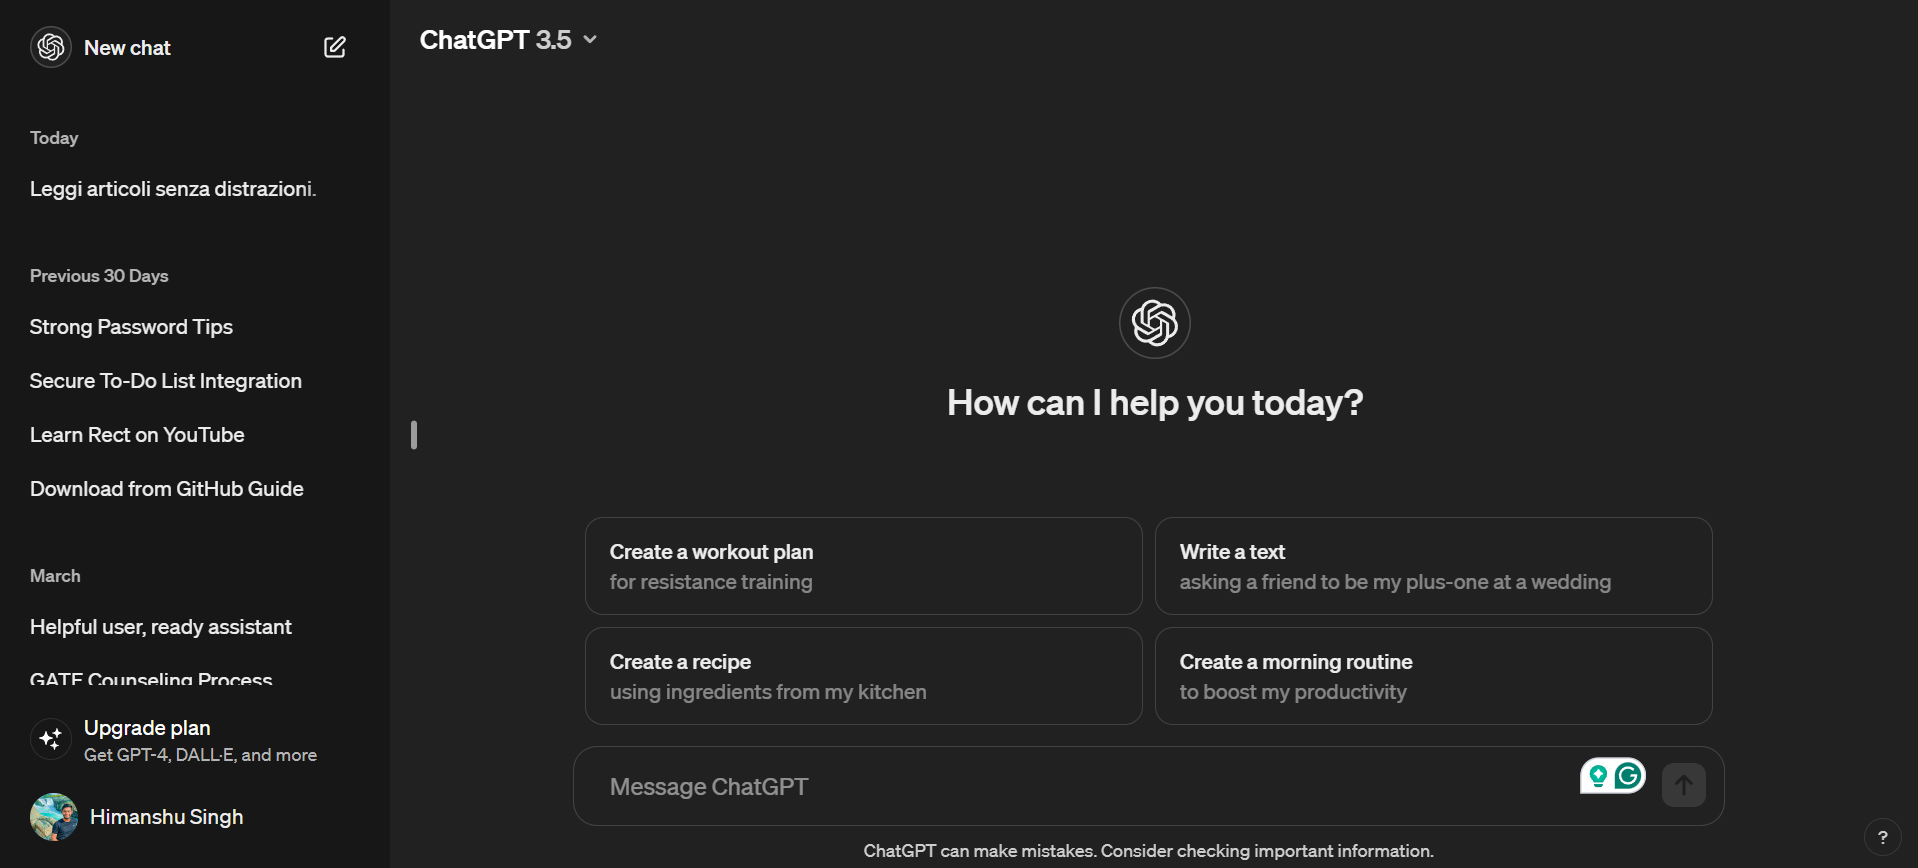 New chat
Today
Leggi articoli senza distrazioni.
Previous 30 Days
Strong Password Tips
Secure To-Do List Integration
Learn Rect on YouTube
Download from GitHub Guide
March
Helpful user, ready assistant
GATE Counseling Process
Upgrade plan
Get GPT-4, DALL·E, and more
Himanshu Singh
ChatGPT 3.5
How can I help you today?
Create a workout plan
for resistance training
Write a text
asking a friend to be my plus-one at a wedding
Create a recipe
using ingredients from my kitchen
Create a morning routine
to boost my productivity
Message ChatGPT
ChatGPT can make mistakes. Consider checking important information.
?